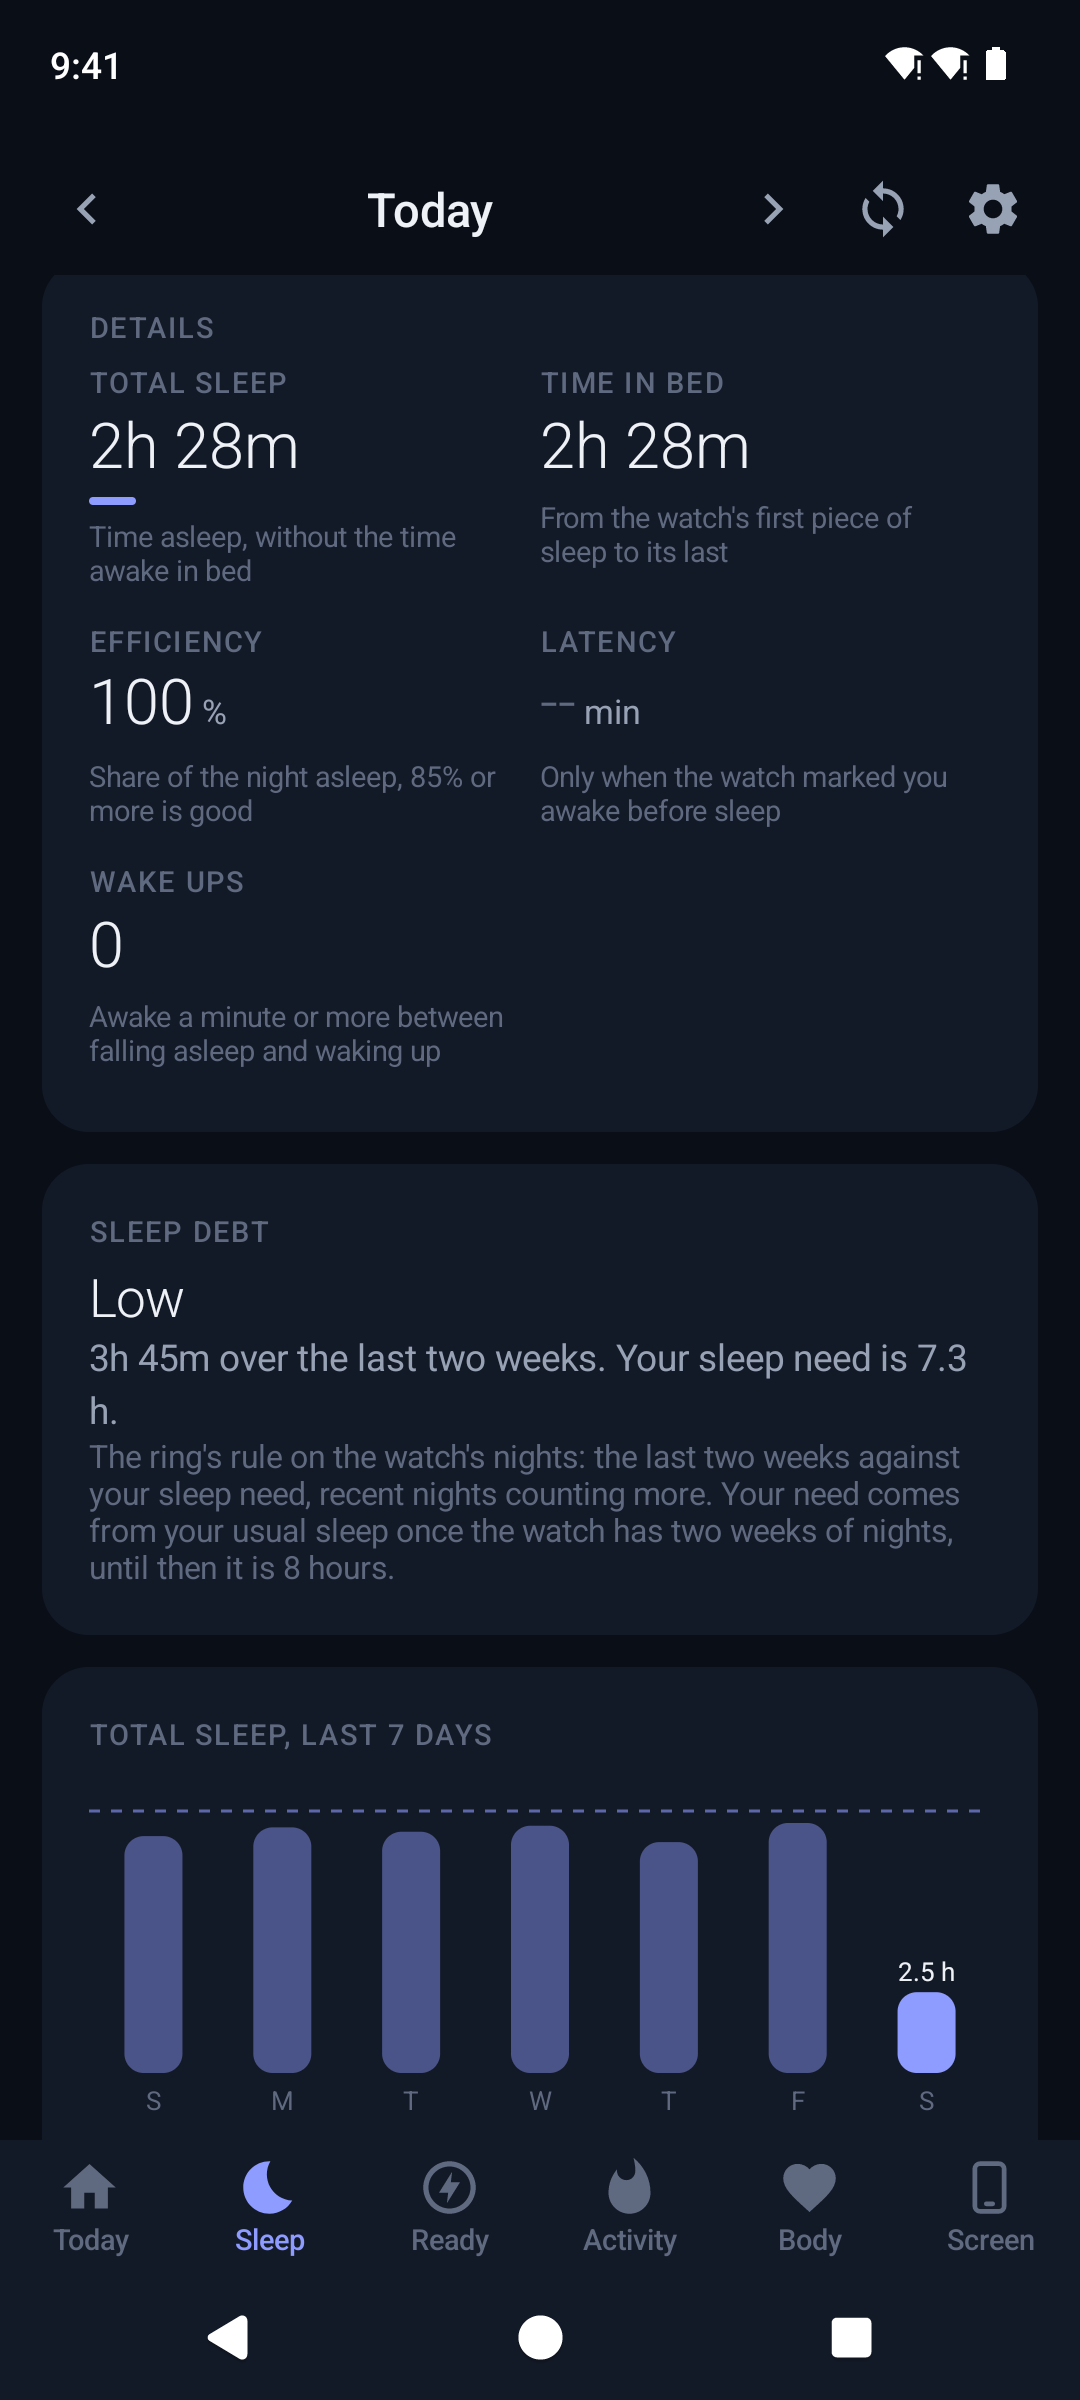 9:41
Today
DETAILS
TOTAL SLEEP
2h 28m
Time asleep, without the time
awake in bed
TIME IN BED
2h 28m
From the watch's first piece of
sleep to its last
EFFICIENCY
100 %
Share of the night asleep, 85% or
more is good
LATENCY
-- min
Only when the watch marked you
awake before sleep
WAKE UPS
0
Awake a minute or more between
falling asleep and waking up
SLEEP DEBT
Low
3h 45m over the last two weeks. Your sleep need is 7.3
h.
The ring's rule on the watch's nights: the last two weeks against
your sleep need, recent nights counting more. Your need comes
from your usual sleep once the watch has two weeks of nights,
until then it is 8 hours.
TOTAL SLEEP, LAST 7 DAYS
2.5 h
S M T W T F S
Today Sleep Ready Activity Body Screen